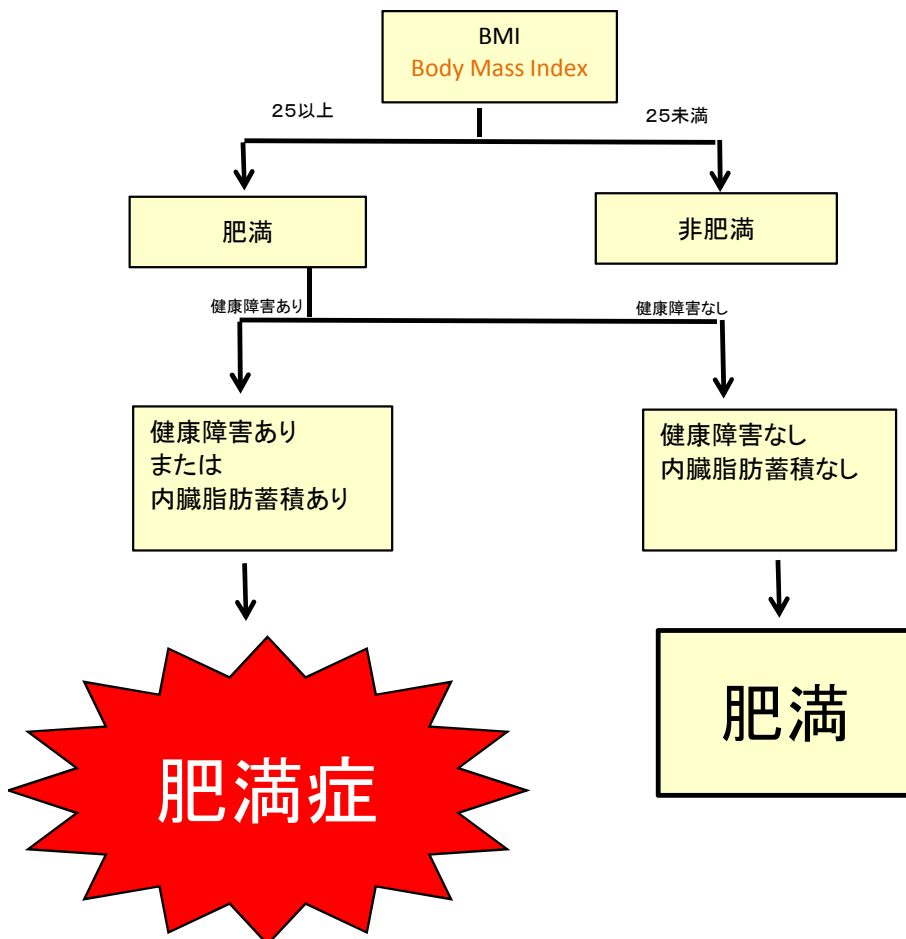 BMI
Body Mass Index
25以上
25未満
肥満
非肥満
健康障害あり
健康障害なし
健康障害あり
または
内臓脂肪蓄積あり
健康障害なし
内臓脂肪蓄積なし
肥満症
肥満